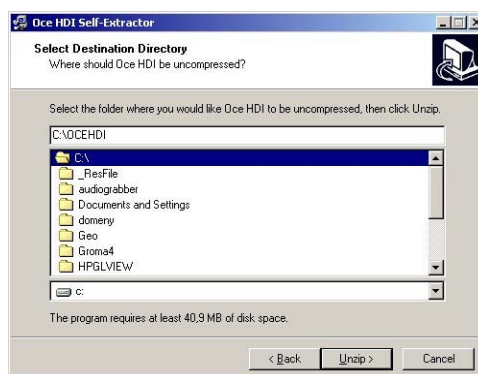 Oce HDI Self-Extractor
Select Destination Directory
Where should Oce HDI be uncompressed?
Select the folder where you would like Oce HDI to be uncompressed, then click Unzip.
C:\OCEHDI
C:\
_ResFile
audiograbber
Documents and Settings
domeny
Geo
Groma4
HPGLVIEW
c:
The program requires at least 40,9 MB of disk space.
< Back
Unzip >
Cancel